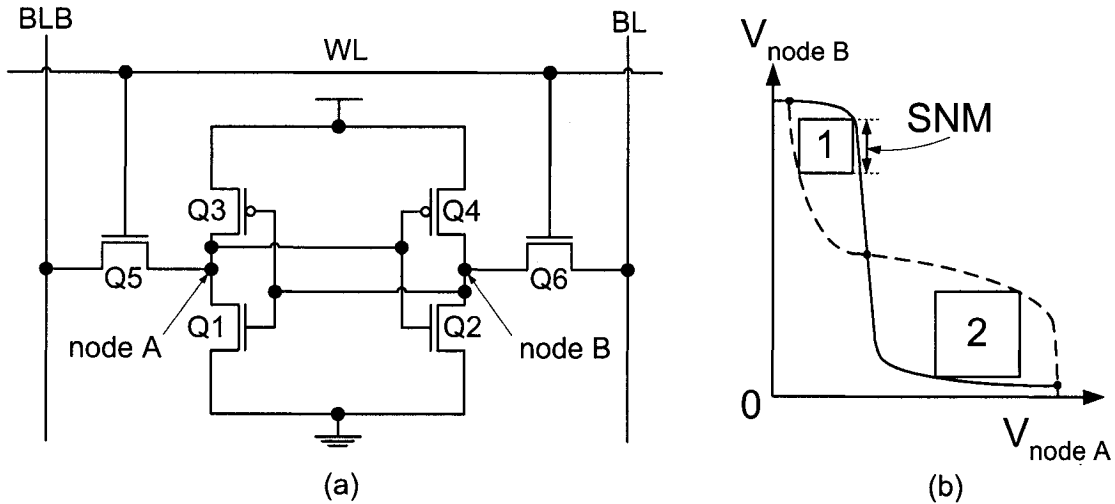 BLB
WL
BL
Q3
Q4
Q5
Q6
Q1
Q2
node A
node B
(a)
V node B
1
SNM
2
0
V node A
(b)